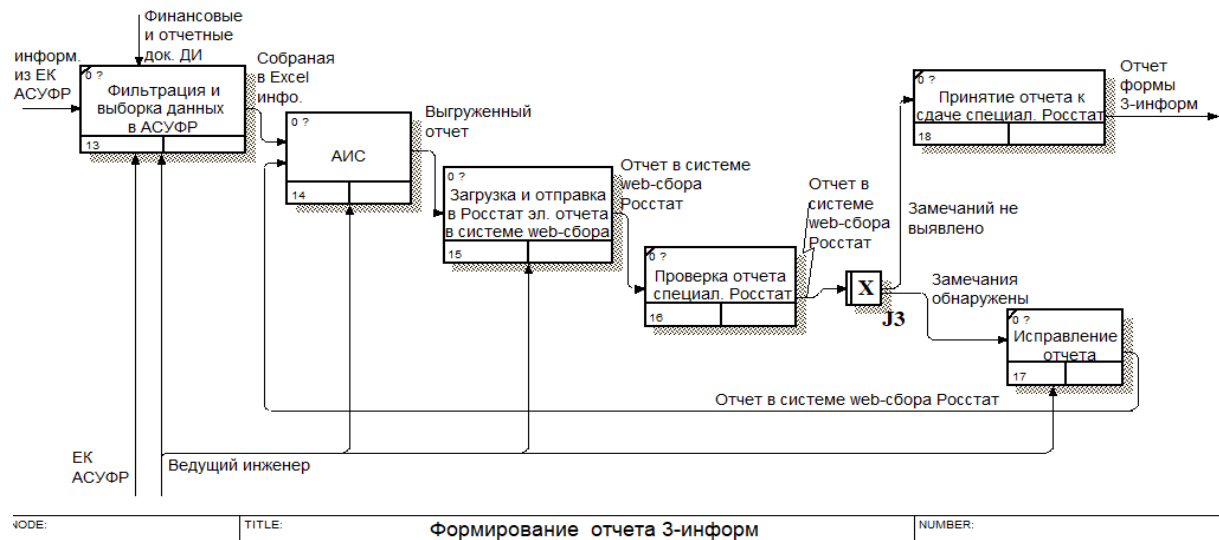 Финансовые
и отчетные
док. ДИ
информ.
из ЕК
АСУФР
0 ?
Фильтрация и
выборка данных
в АСУФР
13
Собраная
в Excel
инфо.
0 ?
АИС
14
Выгруженный
отчет
0 ?
Загрузка и отправка
в Росстат эл. отчета
в системе web-сбора
15
Отчет в системе
web-сбора
Росстат
0 ?
Проверка отчета
специал. Росстат
16
Отчет в
системе
web-сбора
Росстат
X
J3
Замечаний не
выявлено
0 ?
Принятие отчета к
сдаче специал. Росстат
18
Отчет
формы
3-информ
Замечания
обнаружены
0 ?
Исправление
отчета
17
Отчет в системе web-сбора Росстат
ЕК
АСУФР
Ведущий инженер
NODE:
TITLE:
Формирование отчета 3-информ
NUMBER: